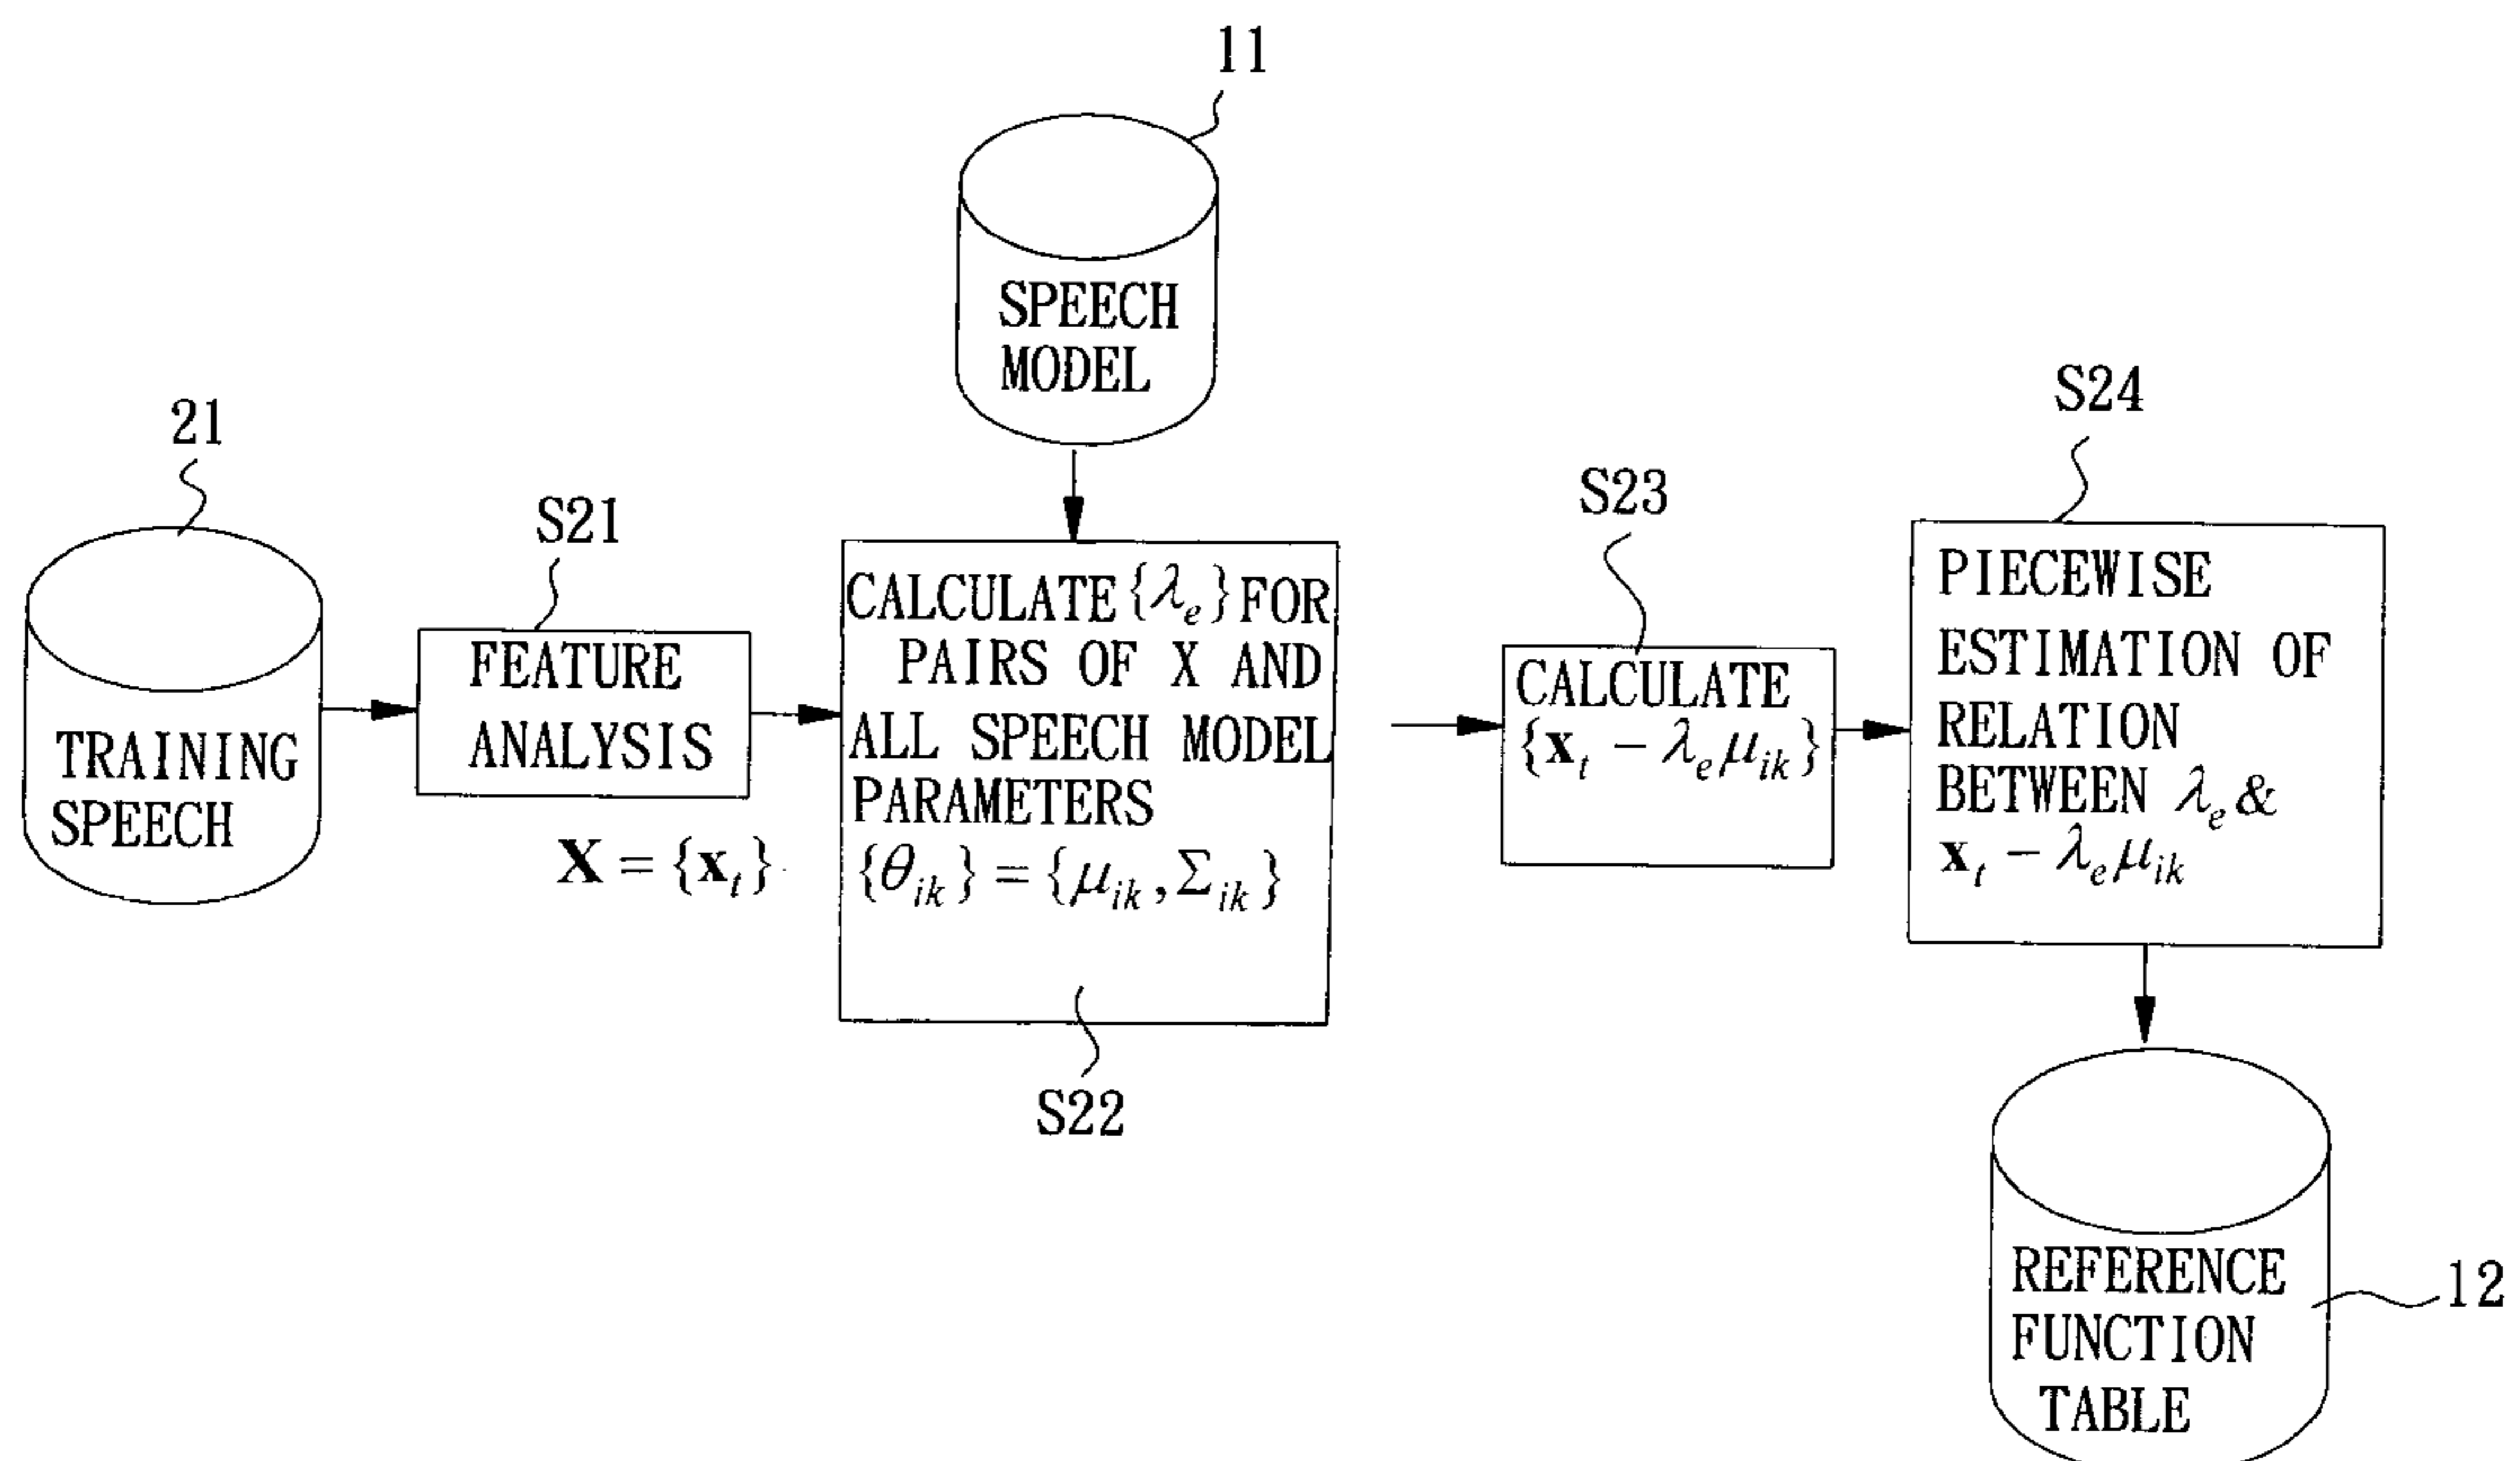 11
SPEECH
MODEL
21
TRAINING
SPEECH
S21
FEATURE
ANALYSIS
X = {x_t}
CALCULATE {λ_e} FOR
PAIRS OF X AND
ALL SPEECH MODEL
PARAMETERS
{θ_ik} = {μ_ik, Σ_ik}
S22
S23
CALCULATE
{x_t − λ_e μ_ik}
S24
PIECEWISE
ESTIMATION OF
RELATION
BETWEEN λ_e &
x_t − λ_e μ_ik
REFERENCE
FUNCTION
TABLE
12